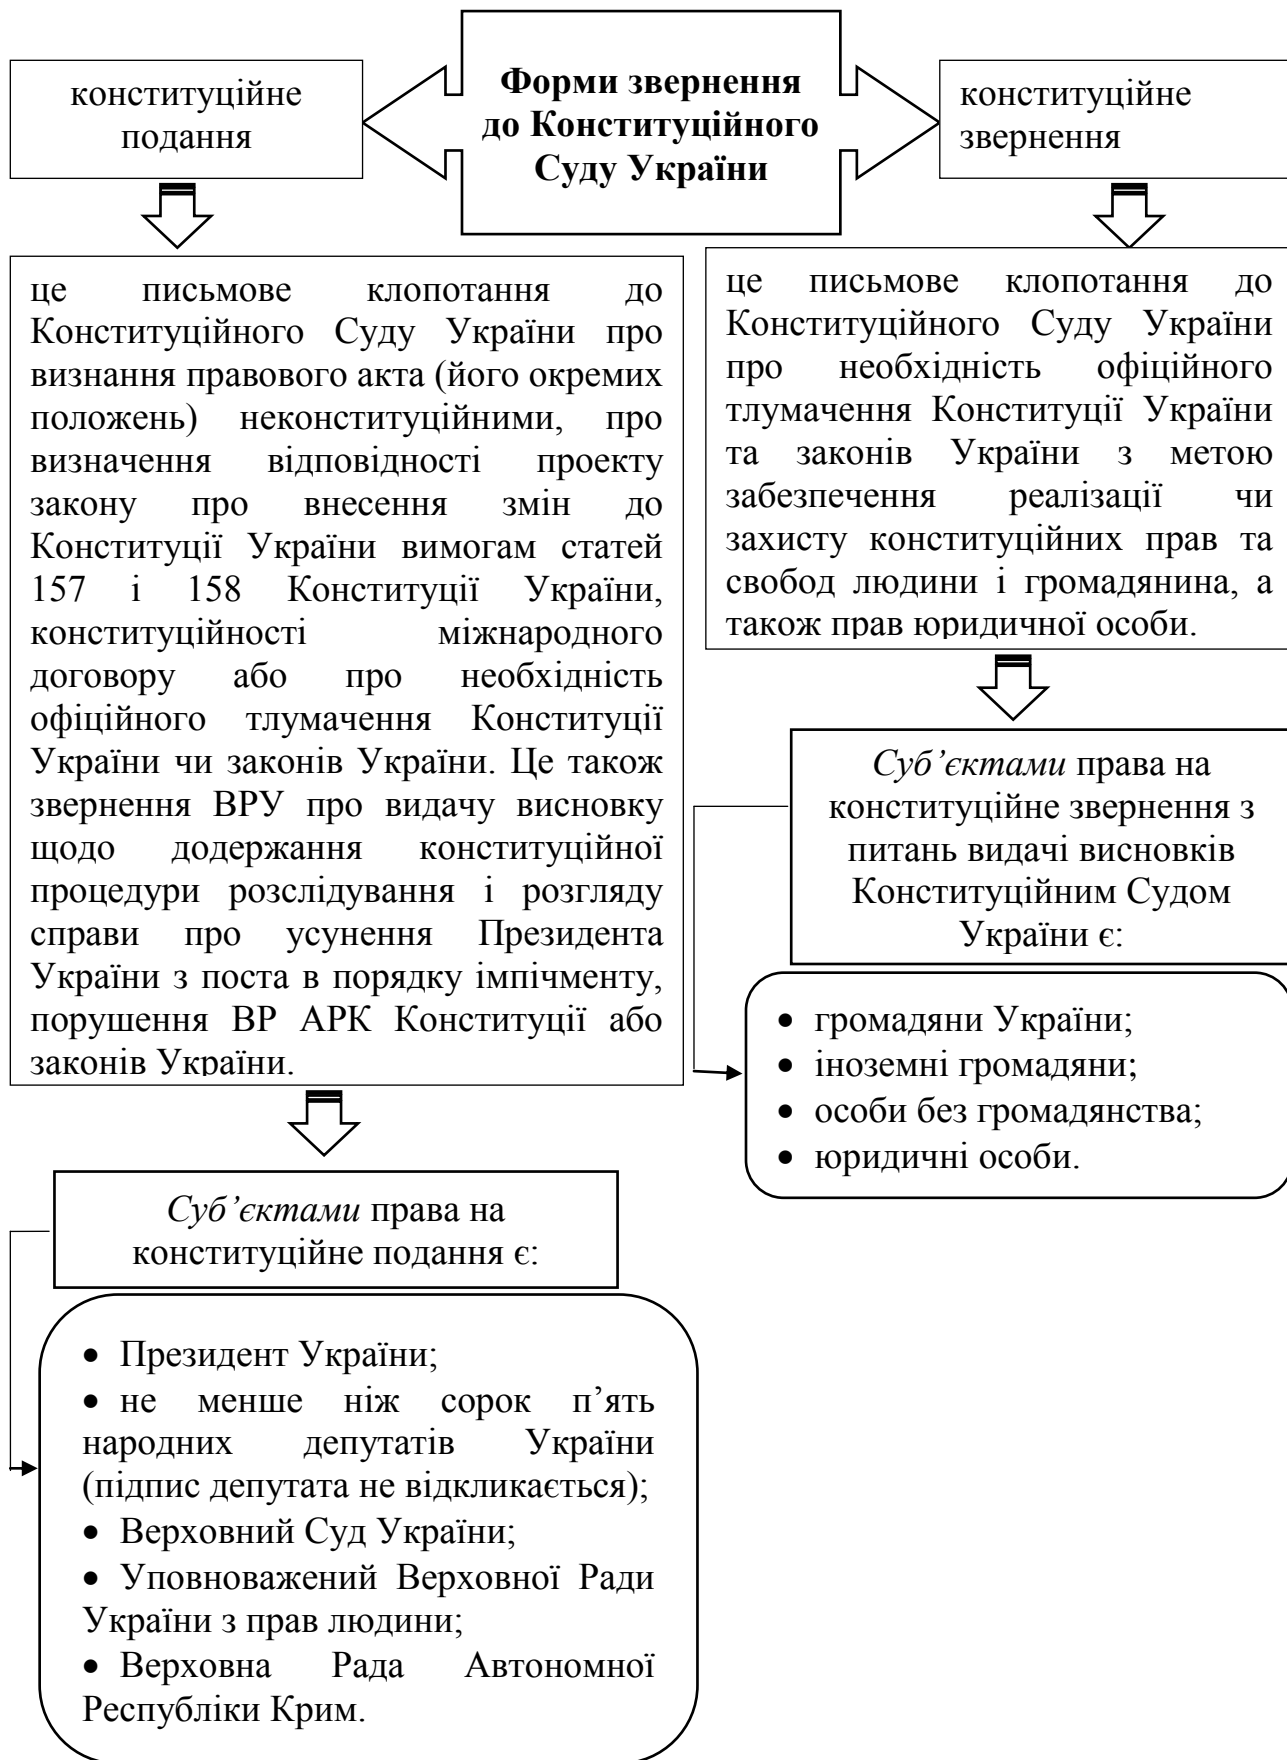 Форми звернення
до Конституційного
Суду України
конституційне
подання
конституційне
звернення
це письмове клопотання до
Конституційного Суду України про
визнання правового акта (його окремих
положень) неконституційними, про
визначення відповідності проекту
закону про внесення змін до
Конституції України вимогам статей
157 і 158 Конституції України,
конституційності міжнародного
договору або про необхідність
офіційного тлумачення Конституції
України чи законів України. Це також
звернення ВРУ про видачу висновку
щодо додержання конституційної
процедури розслідування і розгляду
справи про усунення Президента
України з поста в порядку імпічменту,
порушення ВР АРК Конституції або
законів України.
Суб’єктами права на
конституційне подання є:
• Президент України;
• не менше ніж сорок п’ять
народних депутатів України
(підпис депутата не відкликається);
• Верховний Суд України;
• Уповноважений Верховної Ради
України з прав людини;
• Верховна Рада Автономної
Республіки Крим.
це письмове клопотання до
Конституційного Суду України
про необхідність офіційного
тлумачення Конституції України
та законів України з метою
забезпечення реалізації чи
захисту конституційних прав та
свобод людини і громадянина, а
також прав юридичної особи.
Суб’єктами права на
конституційне звернення з
питань видачі висновків
Конституційним Судом
України є:
• громадяни України;
• іноземні громадяни;
• особи без громадянства;
• юридичні особи.